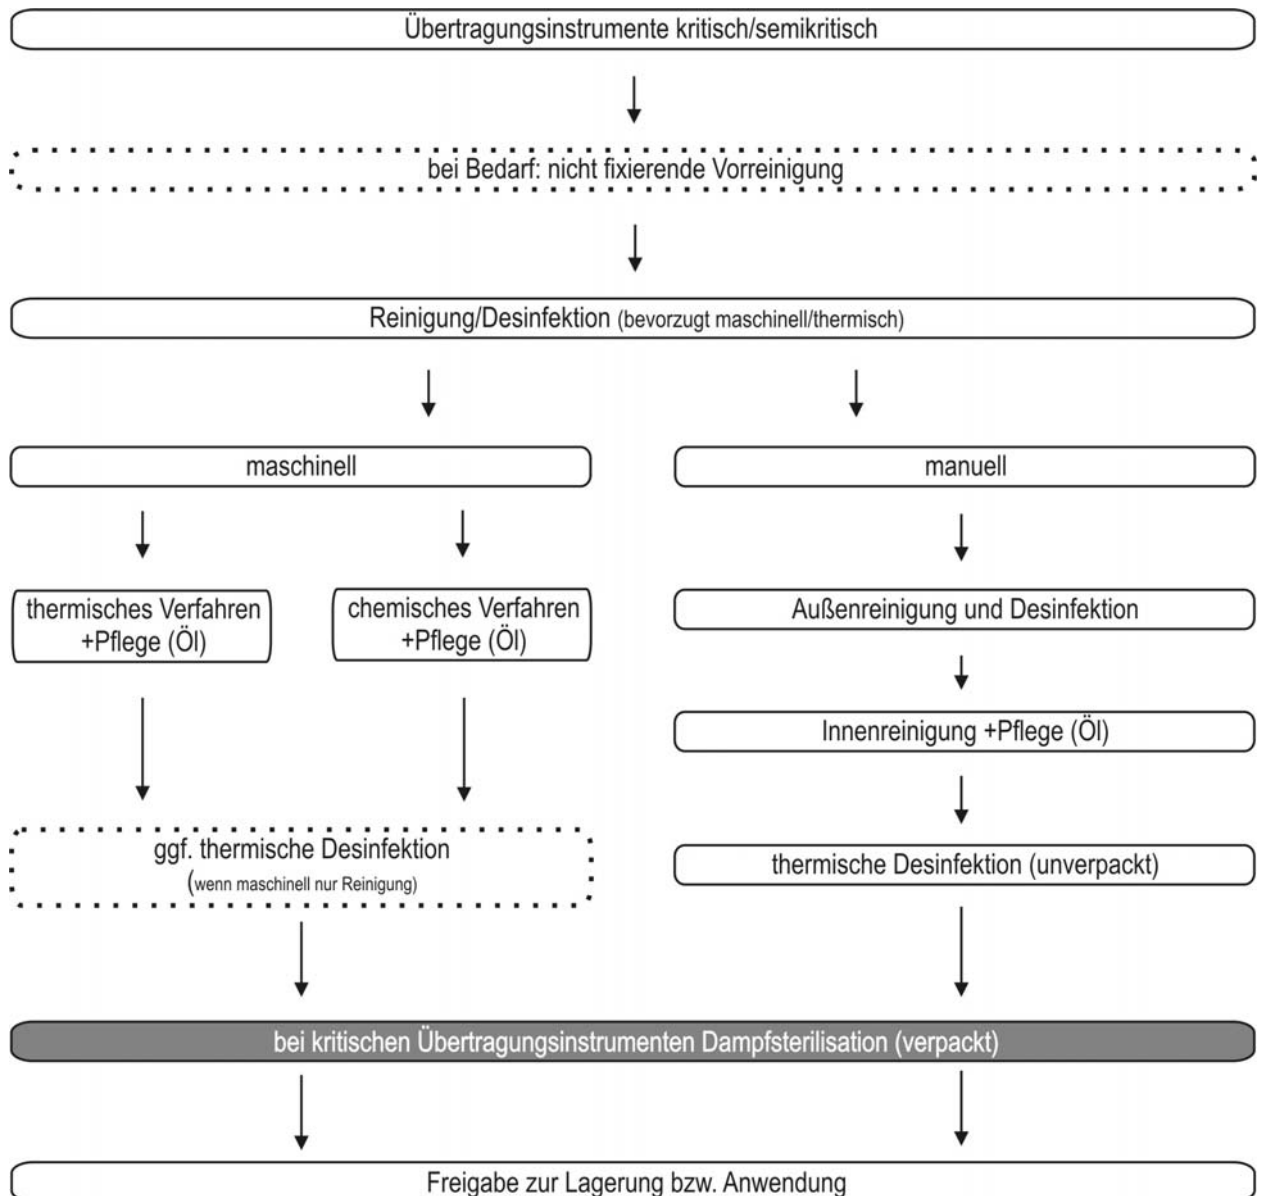 Übertragungsinstrumente kritisch/semikritisch
bei Bedarf: nicht fixierende Vorreinigung
Reinigung/Desinfektion (bevorzugt maschinell/thermisch)
maschinell
manuell
thermisches Verfahren
+Pflege (Öl)
chemisches Verfahren
+Pflege (Öl)
Außenreinigung und Desinfektion
Innenreinigung +Pflege (Öl)
ggf. thermische Desinfektion
(wenn maschinell nur Reinigung)
thermische Desinfektion (unverpackt)
bei kritischen Übertragungsinstrumenten Dampfsterilisation (verpackt)
Freigabe zur Lagerung bzw. Anwendung